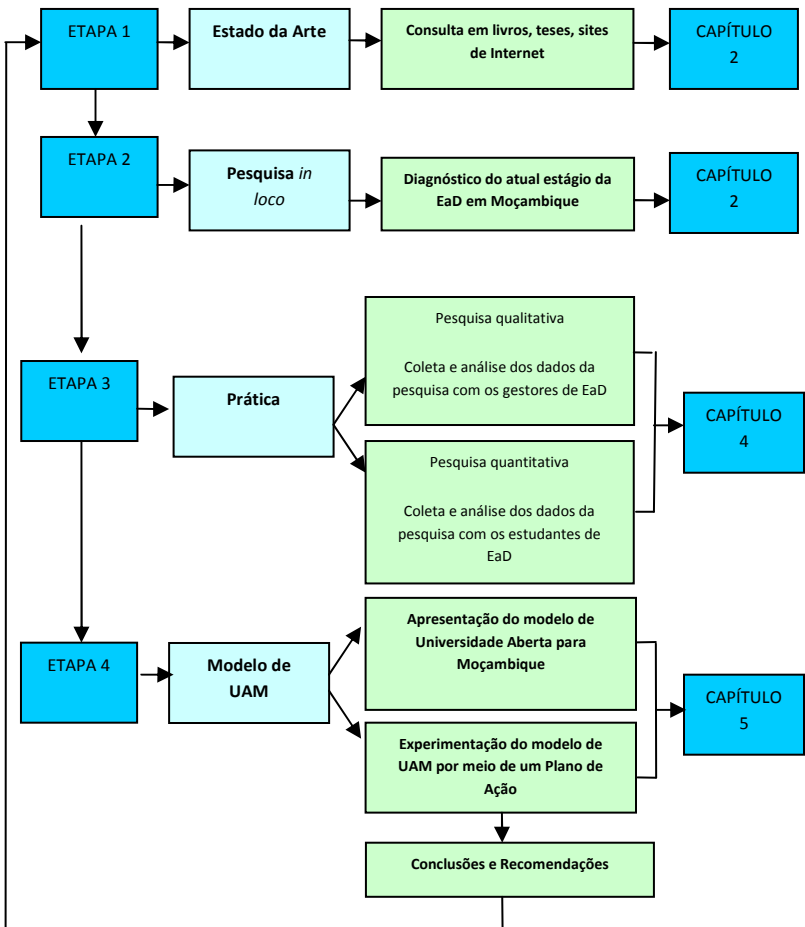 ETAPA 1
Estado da Arte
Consulta em livros, teses, sites
de Internet
CAPÍTULO
2
ETAPA 2
Pesquisa in
loco
Diagnóstico do atual estágio da
EaD em Moçambique
CAPÍTULO
2
ETAPA 3
Prática
Pesquisa qualitativa
Coleta e análise dos dados da
pesquisa com os gestores de EaD
Pesquisa quantitativa
Coleta e análise dos dados da
pesquisa com os estudantes de
EaD
CAPÍTULO
4
ETAPA 4
Modelo de
UAM
Apresentação do modelo de
Universidade Aberta para
Moçambique
Experimentação do modelo de
UAM por meio de um Plano de
Ação
CAPÍTULO
5
Conclusões e Recomendações